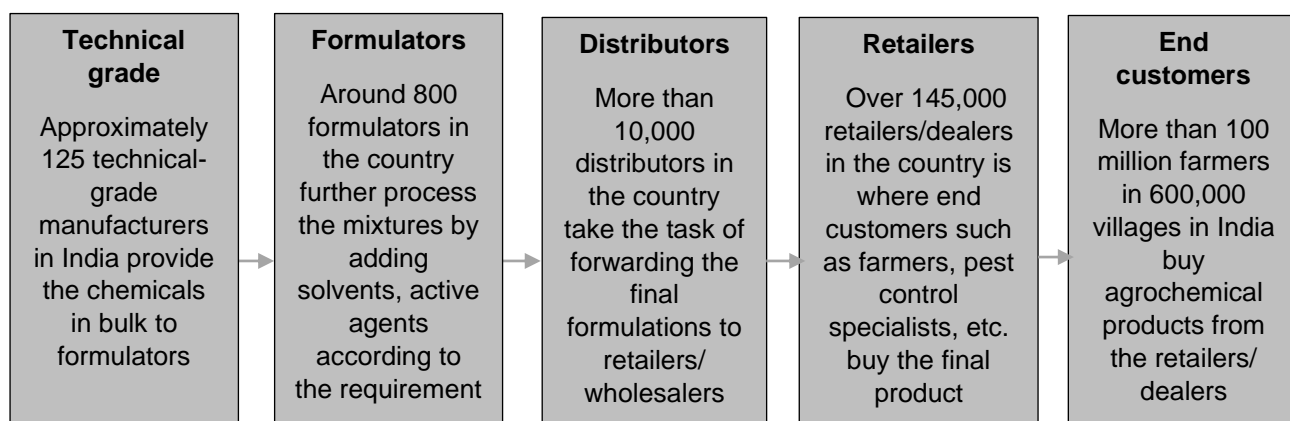 Technical
grade
Approximately
125 technical-
grade
manufacturers
in India provide
the chemicals
in bulk to
formulators
Formulators
Around 800
formulators in
the country
further process
the mixtures by
adding
solvents, active
agents
according to
the requirement
Distributors
More than
10,000
distributors in
the country
take the task of
forwarding the
final
formulations to
retailers/
wholesalers
Retailers
Over 145,000
retailers/dealers
in the country is
where end
customers such
as farmers, pest
control
specialists, etc.
buy the final
product
End
customers
More than 100
million farmers
in 600,000
villages in India
buy
agrochemical
products from
the retailers/
dealers